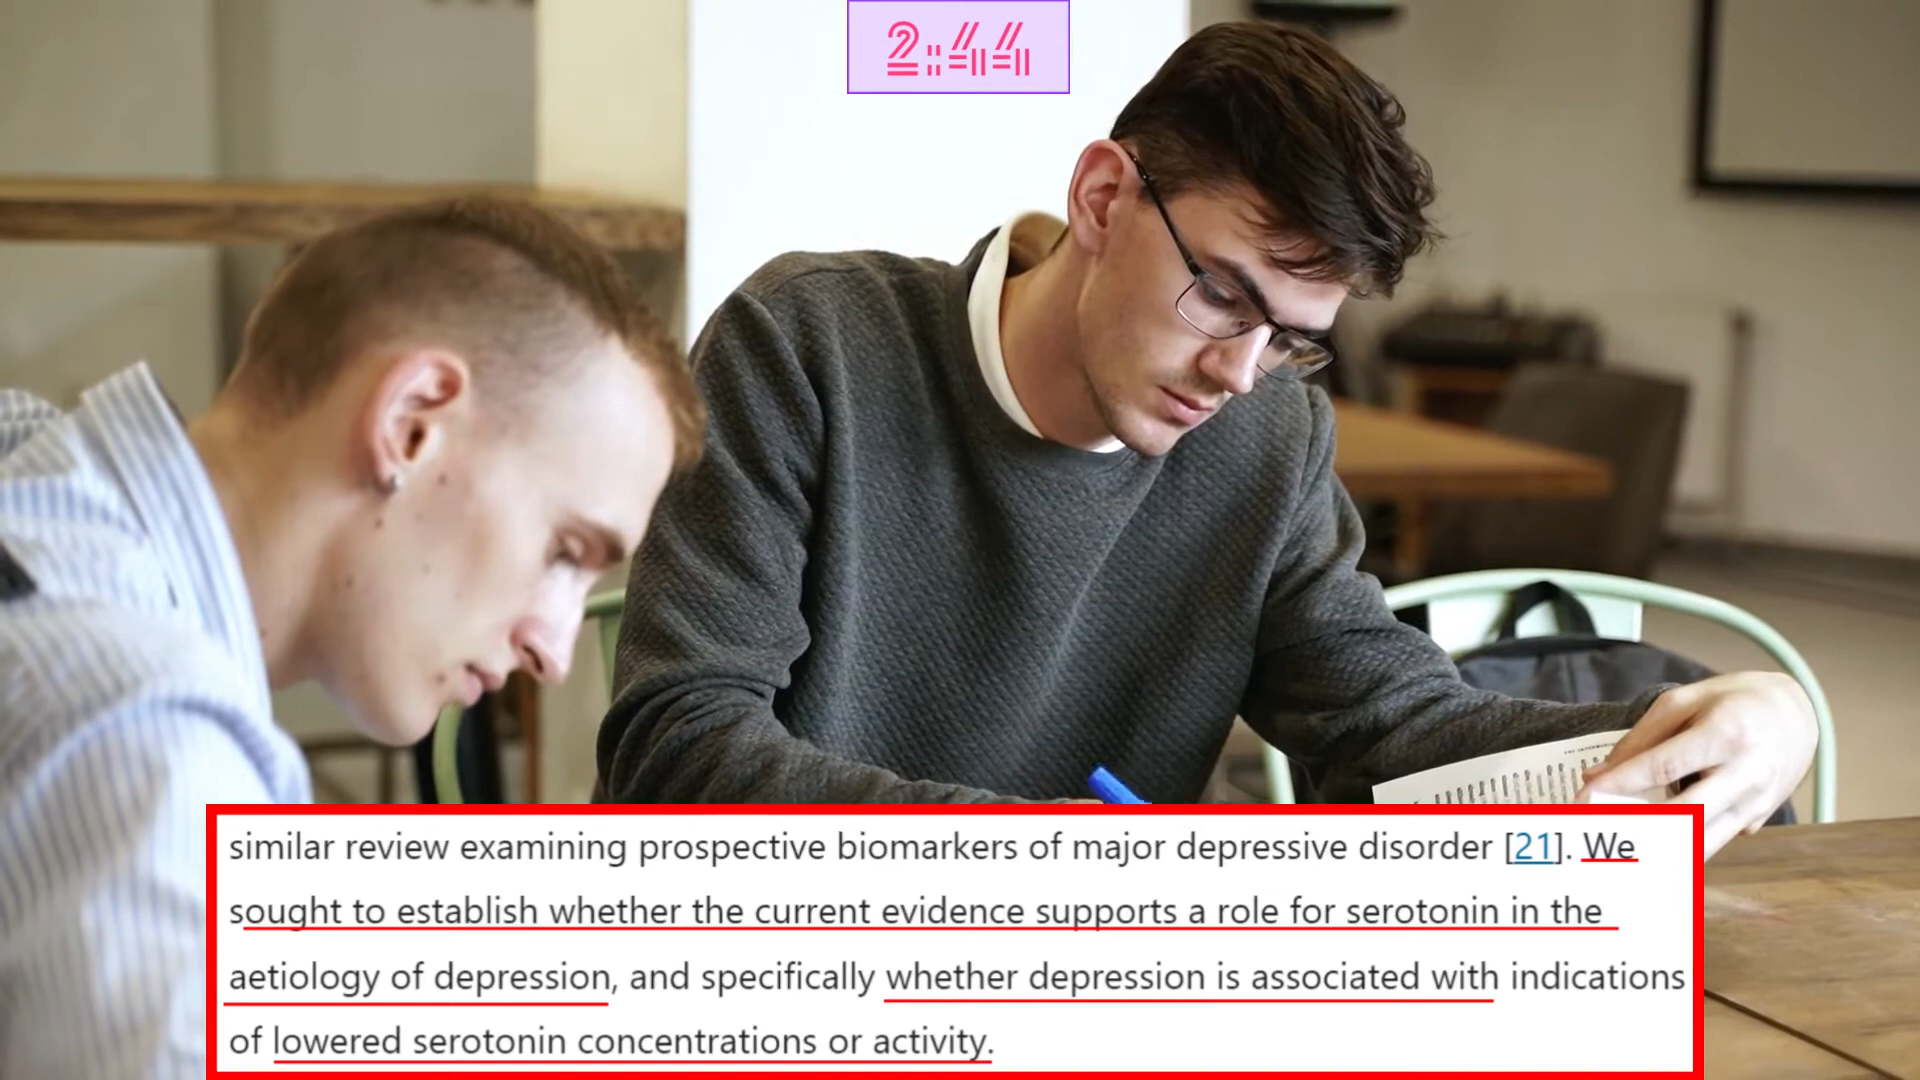 2:44
similar review examining prospective biomarkers of major depressive disorder [21]. We
sought to establish whether the current evidence supports a role for serotonin in the
aetiology of depression, and specifically whether depression is associated with indications
of lowered serotonin concentrations or activity.